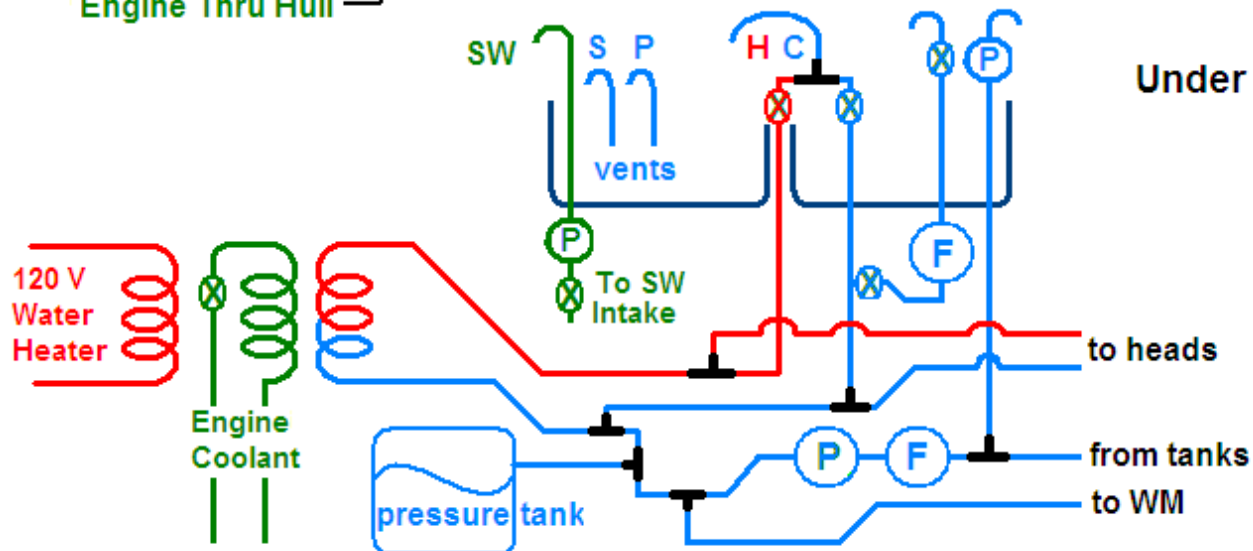 Engine Thru Hull
SW
S P
H C
P
Under
vents
P
F
120 V
Water
Heater
To SW
Intake
to heads
Engine
Coolant
P F
from tanks
to WM
pressure tank